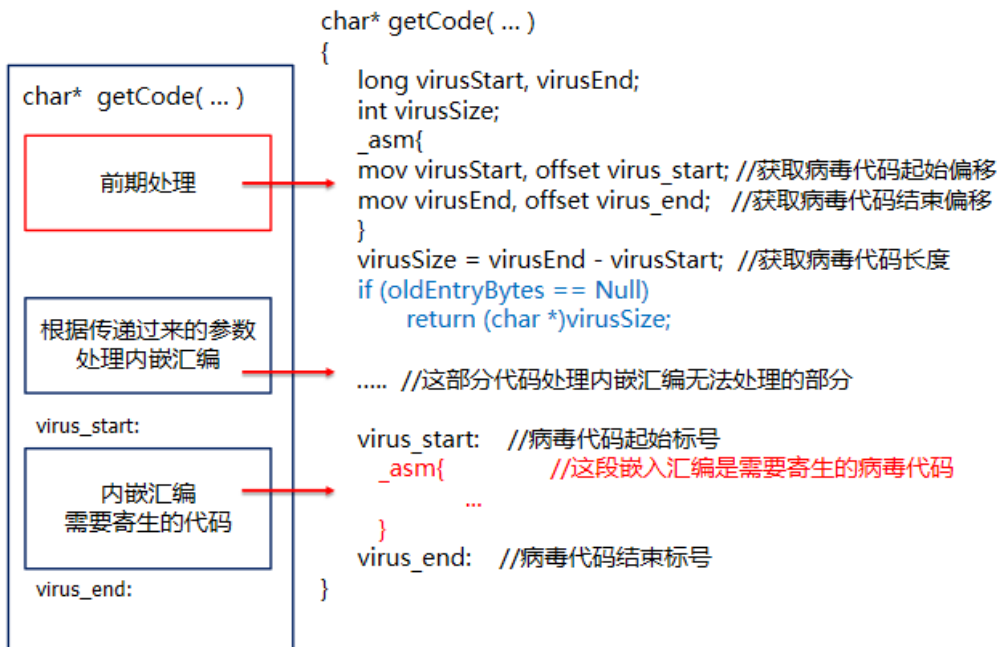 char* getCode( ... )
前期处理
根据传递过来的参数
处理内嵌汇编
virus_start:
内嵌汇编
需要寄生的代码
virus_end:
char* getCode( ... )
{
long virusStart, virusEnd;
int virusSize;
_asm{
mov virusStart, offset virus_start; //获取病毒代码起始偏移
mov virusEnd, offset virus_end; //获取病毒代码结束偏移
}
virusSize = virusEnd - virusStart; //获取病毒代码长度
if (oldEntryBytes == Null)
return (char *)virusSize;
..... //这部分代码处理内嵌汇编无法处理的部分
virus_start: //病毒代码起始标号
_asm{ //这段嵌入汇编是需要寄生的病毒代码
...
}
virus_end: //病毒代码结束标号
}